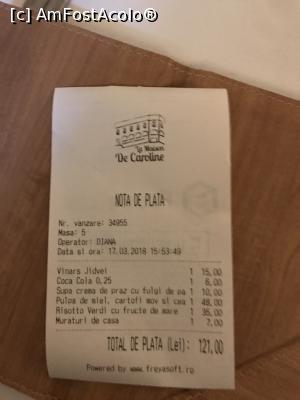 [c] AmFostAcolo®
La Maison
De Caroline
NOTA DE PLATA
Nr. vanzare: 34955
Masa: 5
Operator: DIANA
Data si ora: 17.03.2018 15:53:49
Vinars Jidvei 1 15,00
Coca Cola 0,25 1 6,00
Supa crema de praz cu fulgi de ma 1 10,00
Pulpa de miel, cartofi mov si cea 1 48,00
Risotto Verdi cu fructe de mare 1 35,00
Muraturi de casa 1 7,00
TOTAL DE PLATA (Lei): 121,00
Powered by www.freyasoft.ro